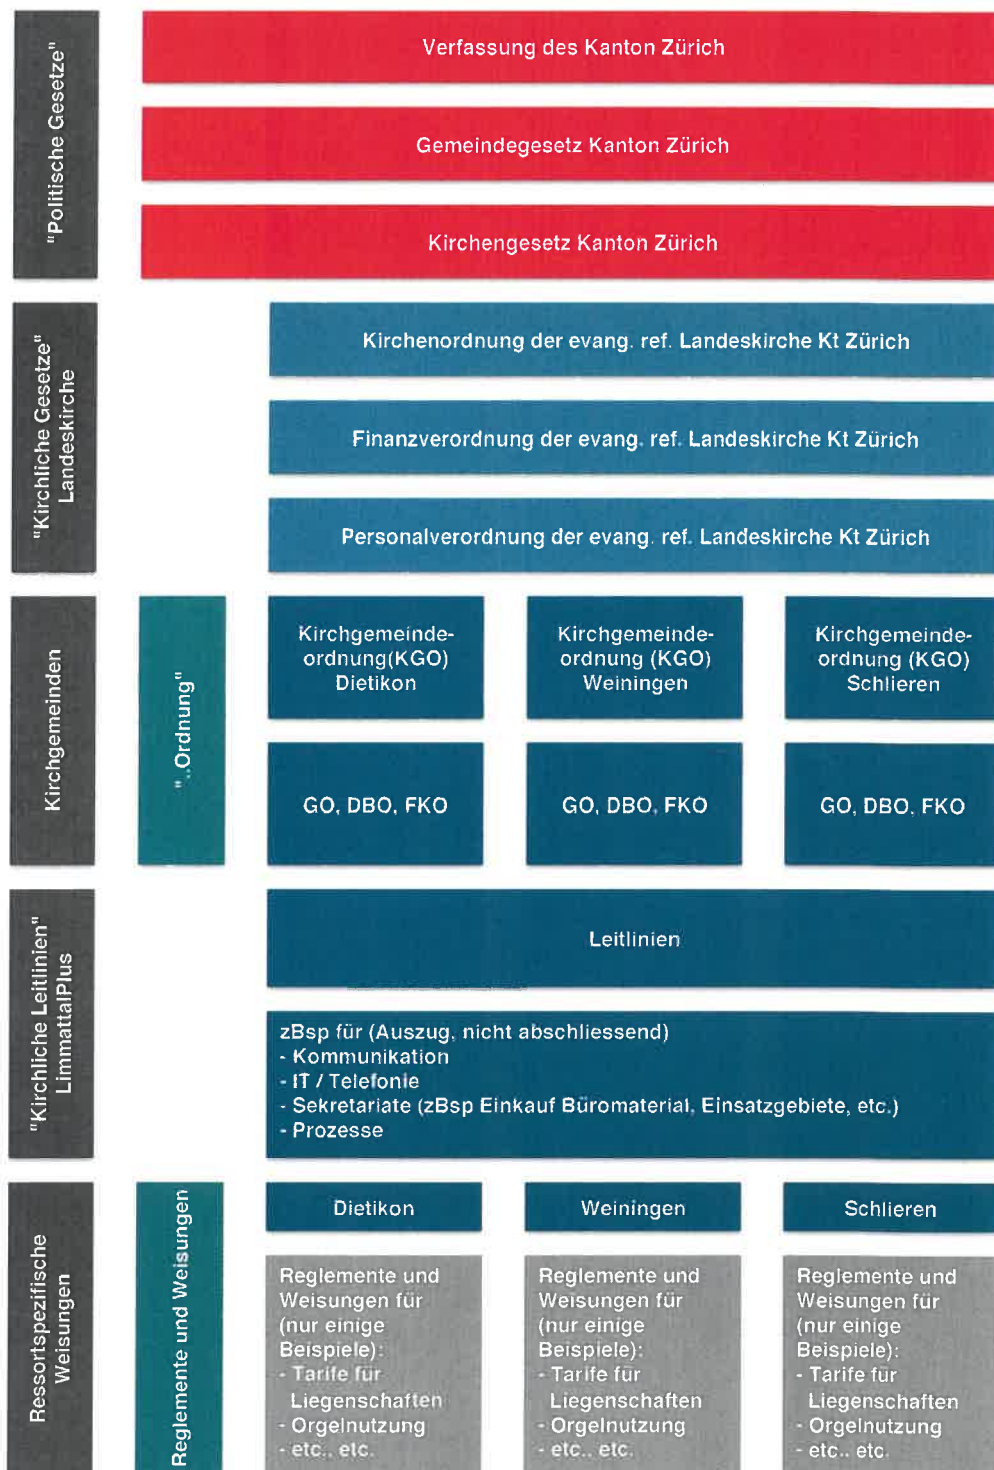 "Politische Gesetze"
Verfassung des Kanton Zürich
Gemeindegesetz Kanton Zürich
Kirchengesetz Kanton Zürich
"Kirchliche Gesetze"
Landeskirche
Kirchenordnung der evang. ref. Landeskirche Kt Zürich
Finanzverordnung der evang. ref. Landeskirche Kt Zürich
Personalverordnung der evang. ref. Landeskirche Kt Zürich
Kirchgemeinden
"..Ordnung"
Kirchgemeinde-
ordnung(KGO)
Dietikon
Kirchgemeinde-
ordnung (KGO)
Weiningen
Kirchgemeinde-
ordnung (KGO)
Schlieren
GO, DBO, FKO
GO, DBO, FKO
GO, DBO, FKO
"Kirchliche Leitlinien"
LimmattalPlus
Leitlinien
zBsp für (Auszug, nicht abschliessend)
- Kommunikation
- IT / Telefonie
- Sekretariate (zBsp Einkauf Büromaterial, Einsatzgebiete, etc.)
- Prozesse
Ressortspezifische
Weisungen
Reglemente und Weisungen
Dietikon
Reglemente und
Weisungen für
(nur einige
Beispiele):
- Tarife für
Liegenschaften
- Orgelnutzung
- etc.. etc.
Weiningen
Reglemente und
Weisungen für
(nur einige
Beispiele):
- Tarife für
Liegenschaften
- Orgelnutzung
- etc.. etc.
Schlieren
Reglemente und
Weisungen für
(nur einige
Beispiele):
- Tarife für
Liegenschaften
- Orgelnutzung
- etc.. etc.